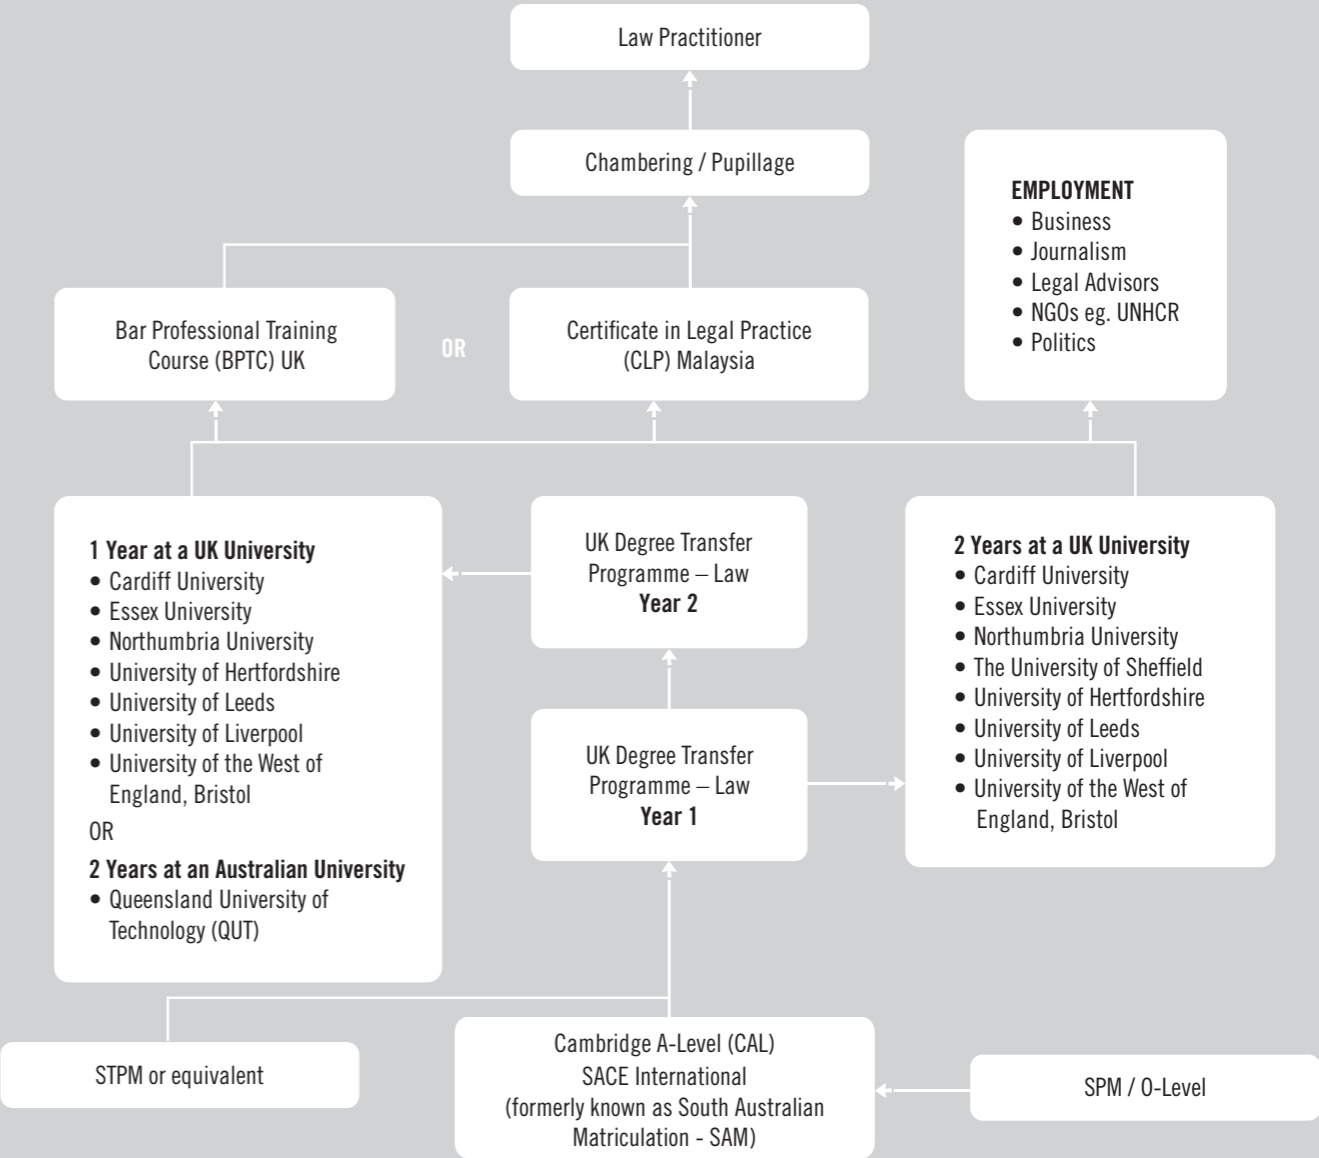 Law Practitioner
Chambering / Pupillage
EMPLOYMENT
• Business
• Journalism
• Legal Advisors
• NGOs eg. UNHCR
• Politics
Bar Professional Training
Course (BPTC) UK
OR
Certificate in Legal Practice
(CLP) Malaysia
1 Year at a UK University
• Cardiff University
• Essex University
• Northumbria University
• University of Hertfordshire
• University of Leeds
• University of Liverpool
• University of the West of
England, Bristol
OR
2 Years at an Australian University
• Queensland University of
Technology (QUT)
UK Degree Transfer
Programme – Law
Year 2
UK Degree Transfer
Programme – Law
Year 1
2 Years at a UK University
• Cardiff University
• Essex University
• Northumbria University
• The University of Sheffield
• University of Hertfordshire
• University of Leeds
• University of Liverpool
• University of the West of
England, Bristol
STPM or equivalent
Cambridge A-Level (CAL)
SACE International
(formerly known as South Australian
Matriculation - SAM)
SPM / O-Level